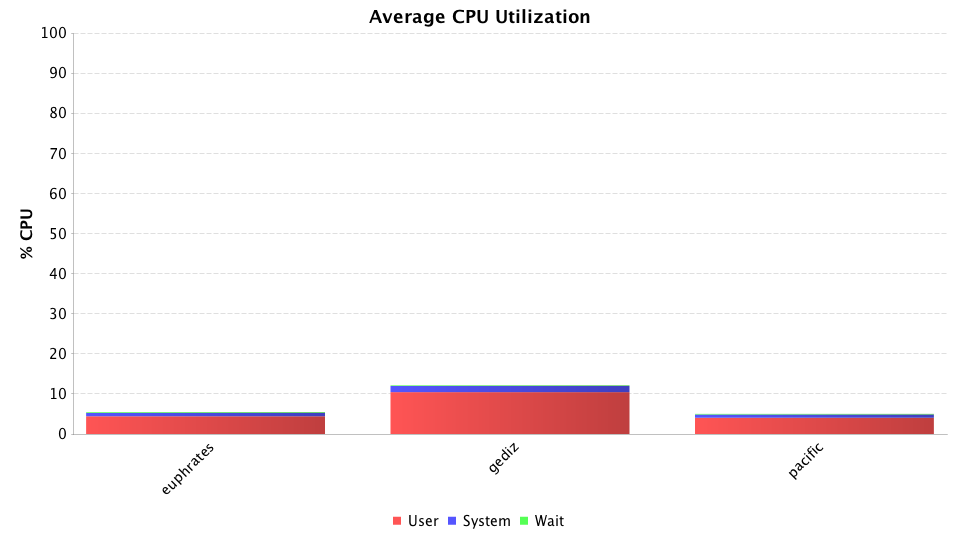 Average CPU Utilization
100
90
80
70
60
50
40
30
20
10
0
% CPU
euphrates
gediz
pacific
User System Wait